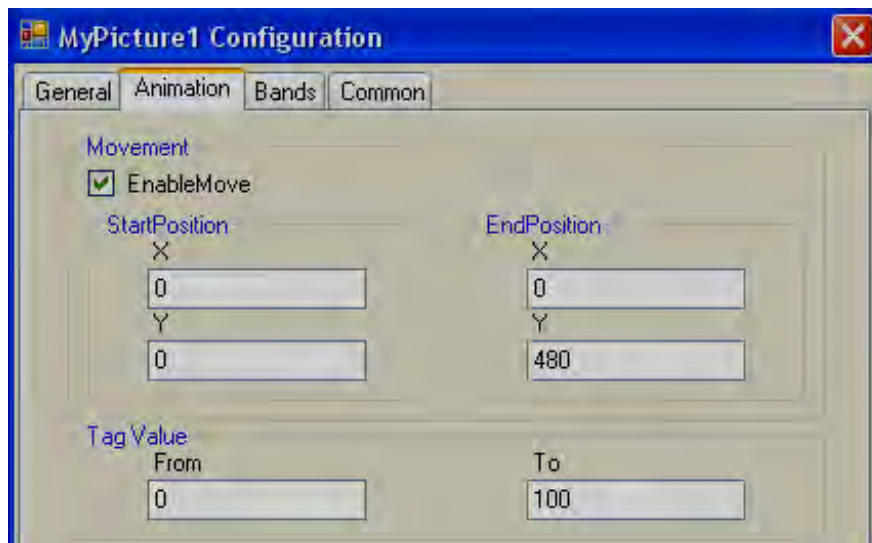 MyPicture1 Configuration
General Animation Bands Common
Movement
EnableMove
StartPosition EndPosition
X X
0 0
Y Y
0 480
Tag Value
From To
0 100